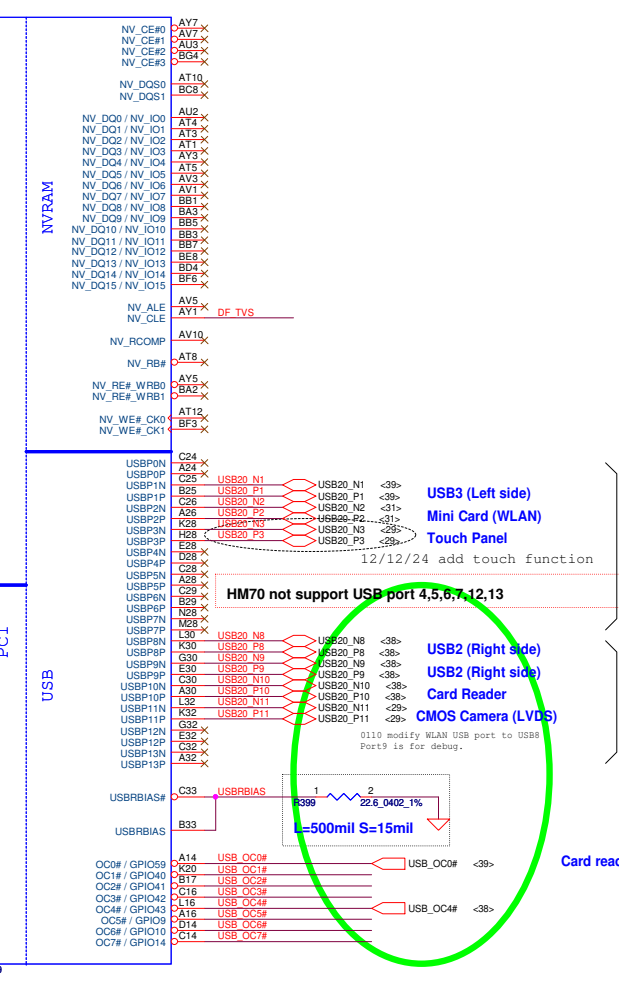 NV_CE#0 AY7
NV_CE#1 AV7
NV_CE#2 AU3
NV_CE#3 BG4
NV_DQS0 AT10
NV_DQS1 BC8
NV_DQ0 / NV_IO0 AU2
NV_DQ1 / NV_IO1 AT4
NV_DQ2 / NV_IO2 AT3
NV_DQ3 / NV_IO3 AT1
NV_DQ4 / NV_IO4 AY3
NV_DQ5 / NV_IO5 AT5
NV_DQ6 / NV_IO6 AV3
NV_DQ7 / NV_IO7 AV1
NV_DQ8 / NV_IO8 BB1
NV_DQ9 / NV_IO9 BA3
NV_DQ10 / NV_IO10 BB5
NV_DQ11 / NV_IO11 BB3
NV_DQ12 / NV_IO12 BB7
NV_DQ13 / NV_IO13 BE8
NV_DQ14 / NV_IO14 BD4
NV_DQ15 / NV_IO15 BF6
NVRAM
NV_ALE AV5
NV_CLE AY1 DF_TVS
NV_RCOMP AV10
NV_RB# AT8
NV_RE#_WRB0 AY5
NV_RE#_WRB1 BA2
NV_WE#_CK0 AT12
NV_WE#_CK1 BF3
USBP0N C24
USBP0P A24
USBP1N C25 USB20_N1 USB20_N1 <39>
USBP1P B25 USB20_P1 USB20_P1 <39> USB3 (Left side)
USBP2N C26 USB20_N2 USB20_N2 <31>
USBP2P A26 USB20_P2 USB20_P2 <31> Mini Card (WLAN)
USBP3N K28 USB20_N3 USB20_N3 <29>
USBP3P H28 USB20_P3 USB20_P3 <29> Touch Panel
USBP4N E28
USBP4P D28 12/12/24 add touch function
USBP5N C28
USBP5P A28
USBP6N C29 HM70 not support USB port 4,5,6,7,12,13
USBP6P B29
USBP7N N28
USBP7P M28
USBP8N L30 USB20_N8 USB20_N8 <38>
USBP8P K30 USB20_P8 USB20_P8 <38> USB2 (Right side)
USBP9N G30 USB20_N9 USB20_N9 <38>
USBP9P E30 USB20_P9 USB20_P9 <38> USB2 (Right side)
USBP10N C30 USB20_N10 USB20_N10 <38>
USBP10P A30 USB20_P10 USB20_P10 <38> Card Reader
USBP11N L32 USB20_N11 USB20_N11 <29>
USBP11P K32 USB20_P11 USB20_P11 <29> CMOS Camera (LVDS)
USBP12N G32
USBP12P E32
USBP13N C32
USBP13P A32
0110 modify WLAN USB port to USB8
Port9 is for debug.
PCI
USB
USBRBIAS# C33 USBRBIAS 1 2
R399 22.6_0402_1%
USBRBIAS B33
L=500mil S=15mil
OC0# / GPIO59 A14 USB_OC0# USB_OC0# <39>
OC1# / GPIO40 K20 USB_OC1#
OC2# / GPIO41 B17 USB_OC2#
OC3# / GPIO42 C16 USB_OC3#
OC4# / GPIO43 L16 USB_OC4# USB_OC4# <38>
OC5# / GPIO9 A16 USB_OC5#
OC6# / GPIO10 D14 USB_OC6#
OC7# / GPIO14 C14 USB_OC7#
Card